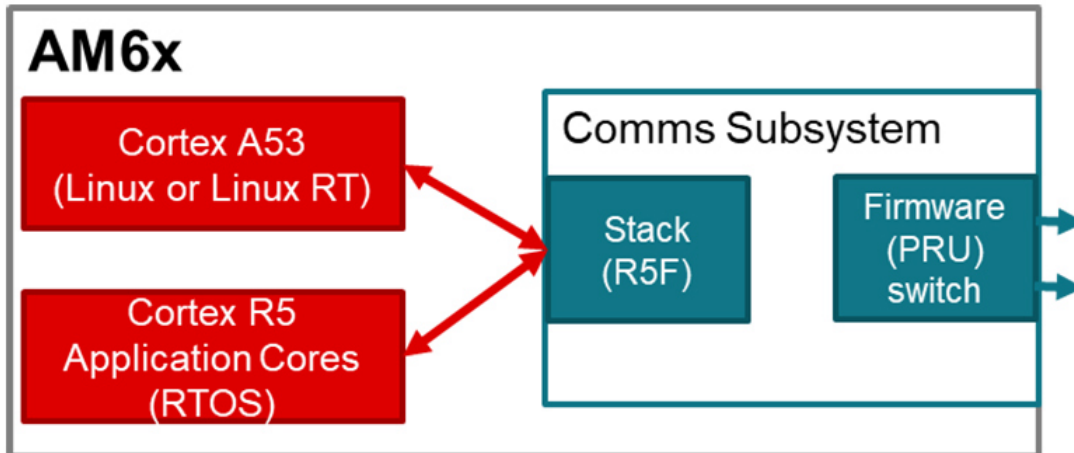 AM6x
Cortex A53
(Linux or Linux RT)
Cortex R5
Application Cores
(RTOS)
Comms Subsystem
Stack
(R5F)
Firmware
(PRU)
switch